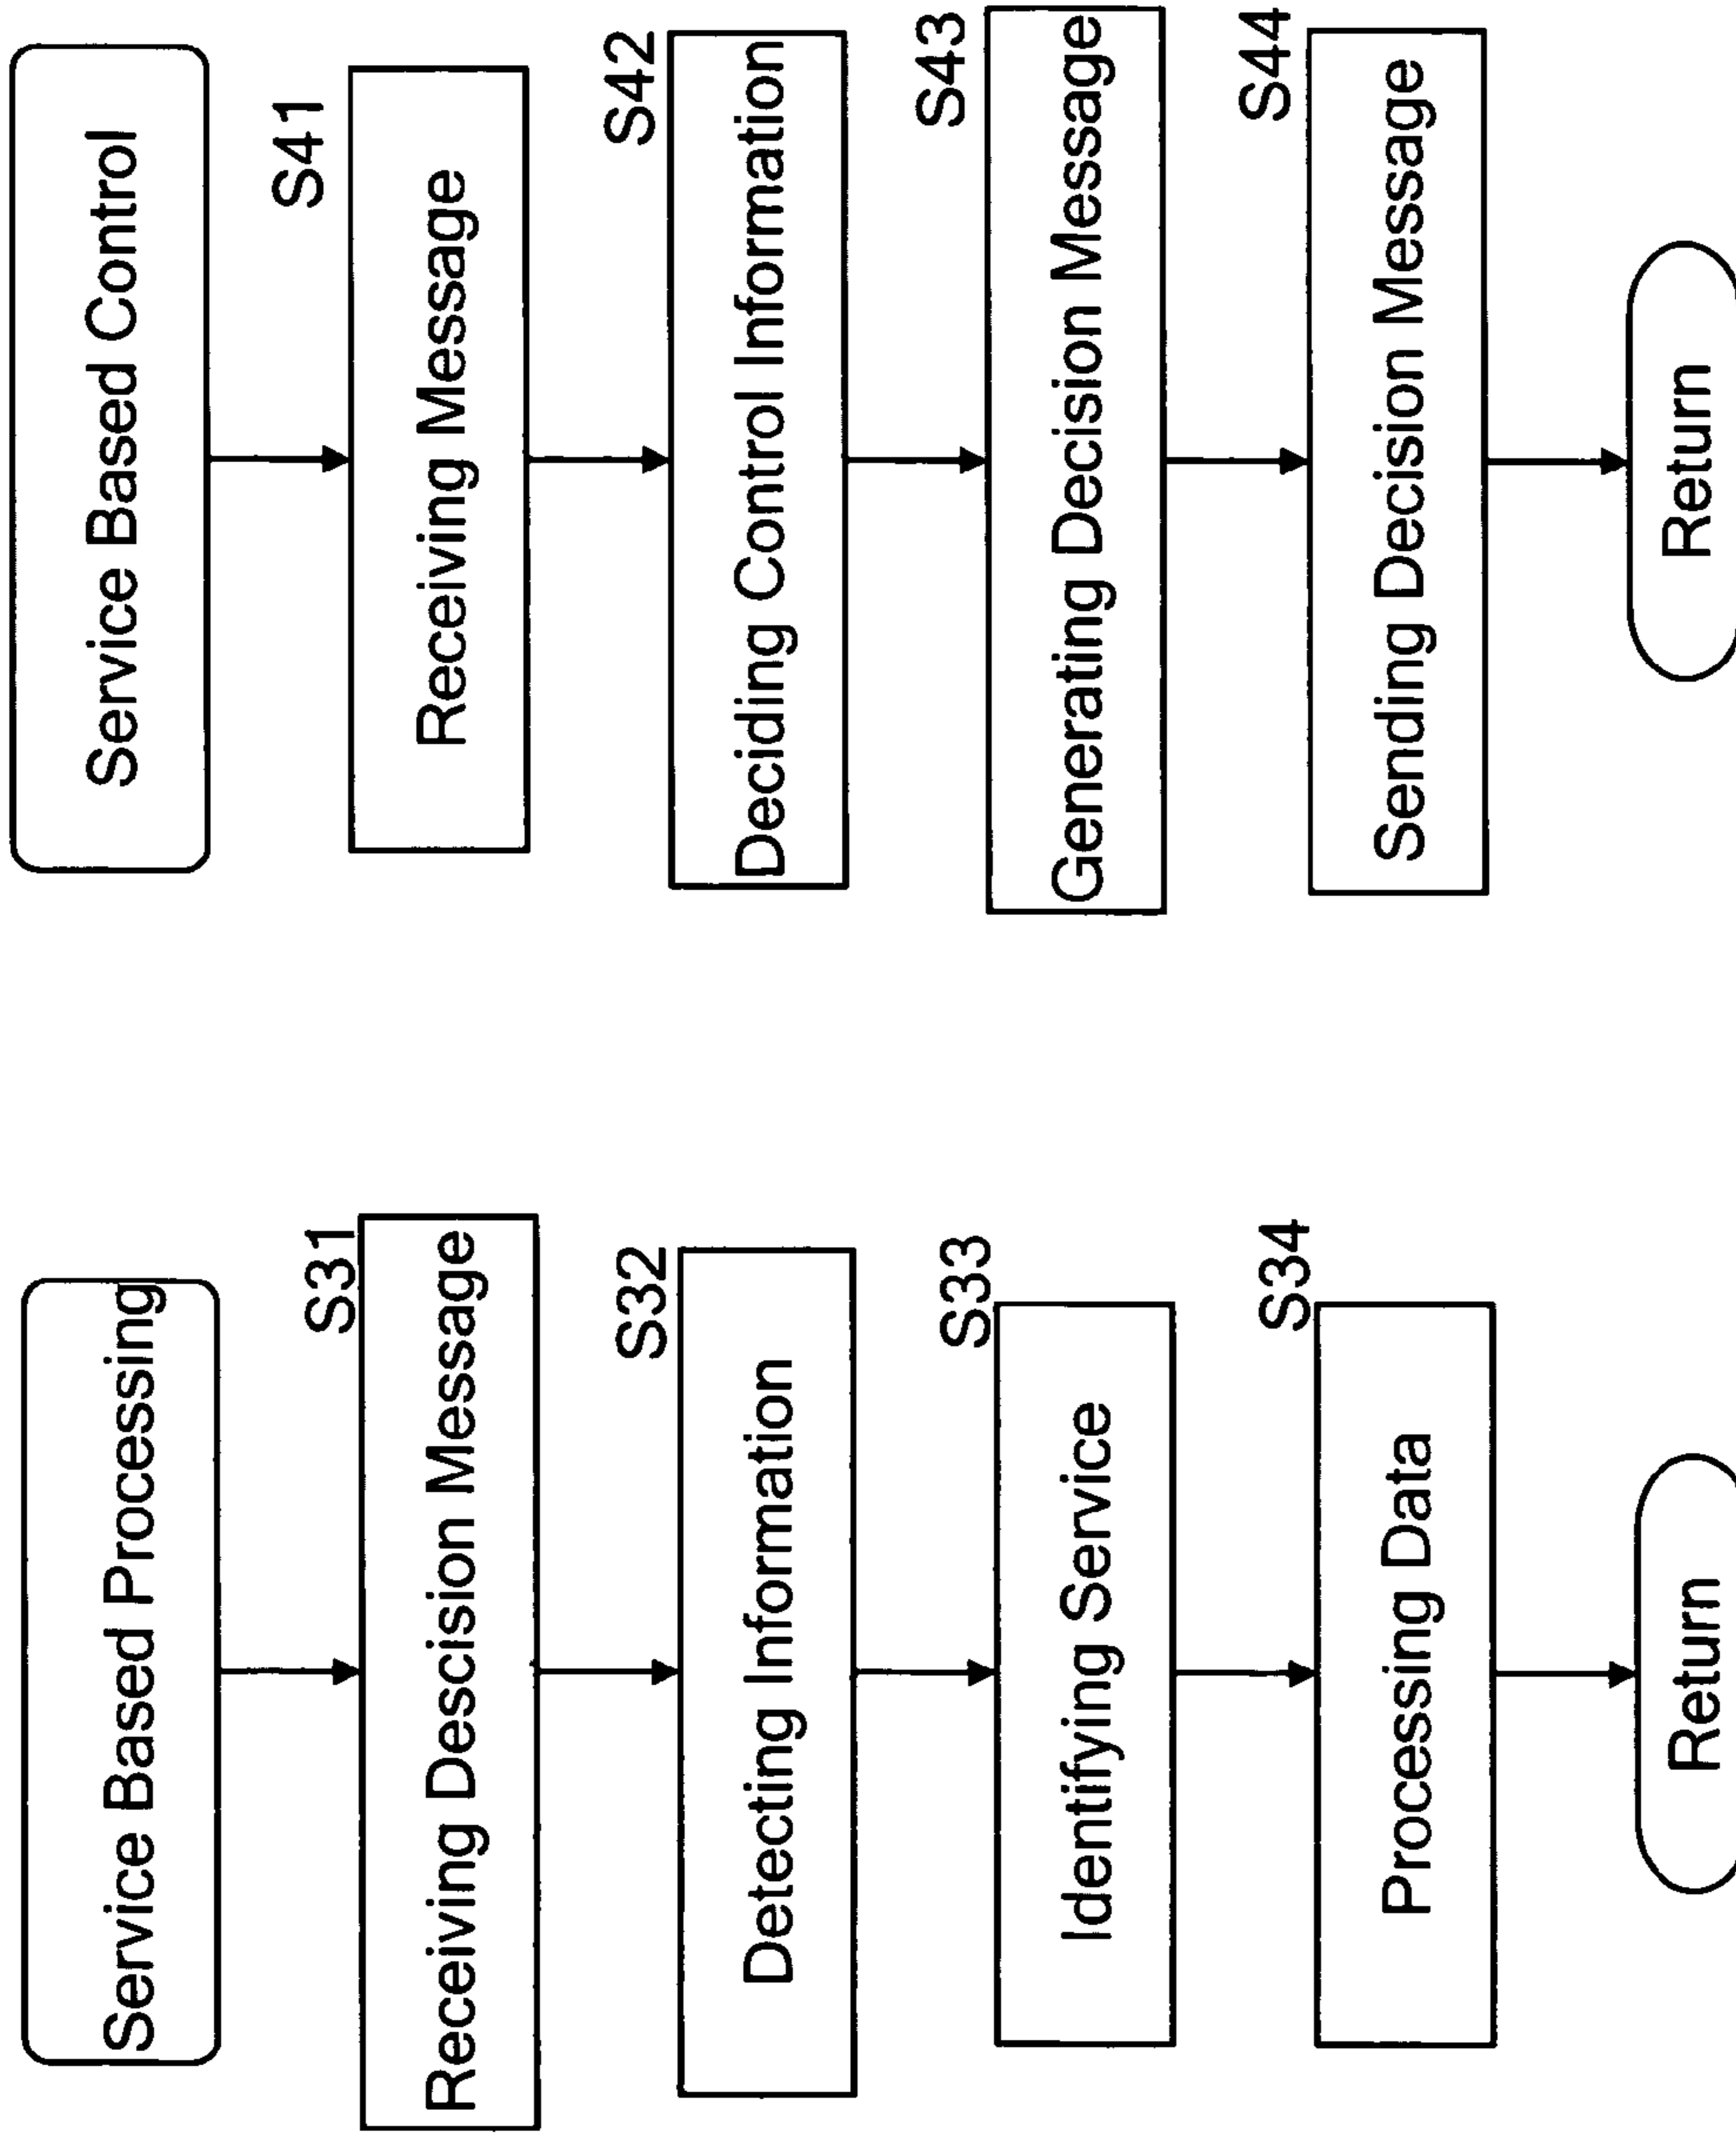 Service Based Processing
S31
Receiving Descision Message
S32
Detecting Information
S33
Identifying Service
S34
Processing Data
Return
Service Based Control
S41
Receiving Message
S42
Deciding Control Information
S43
Generating Decision Message
S44
Sending Decision Message
Return